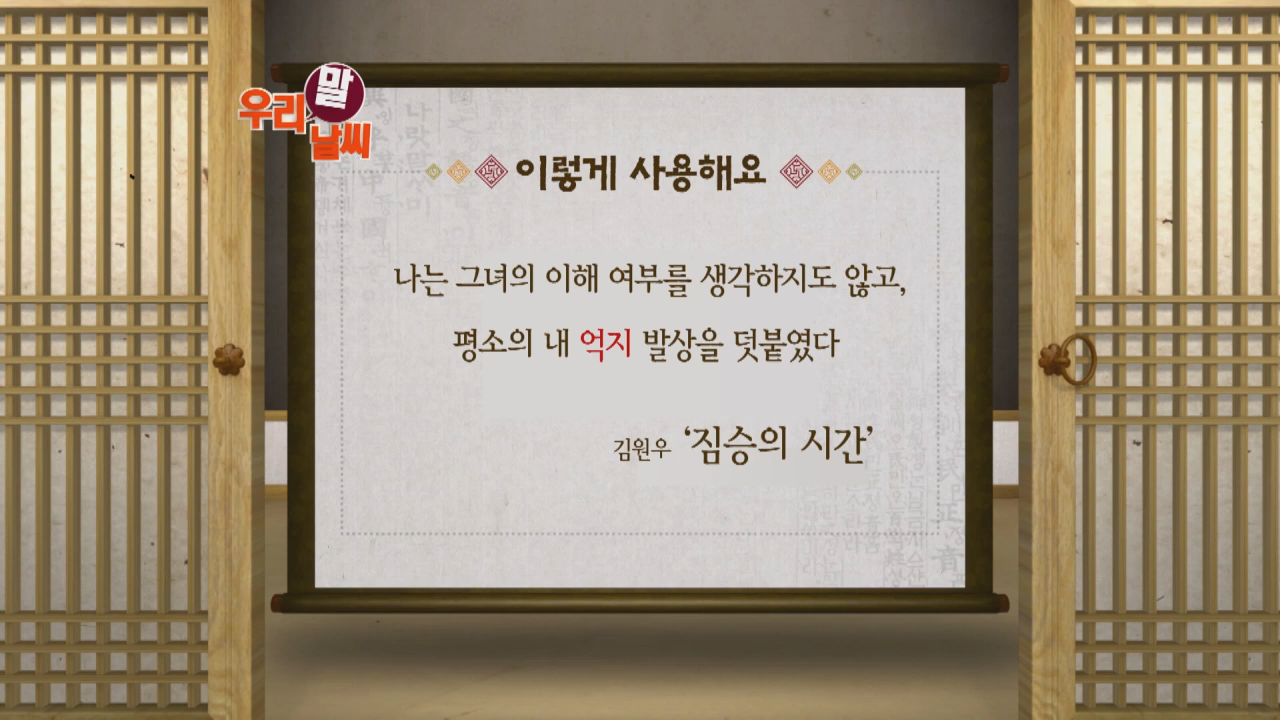 우리말
날씨
이렇게 사용해요
나는 그녀의 이해 여부를 생각하지도 않고,
평소의 내 억지 발상을 덧붙였다
김원우 ‘짐승의 시간’